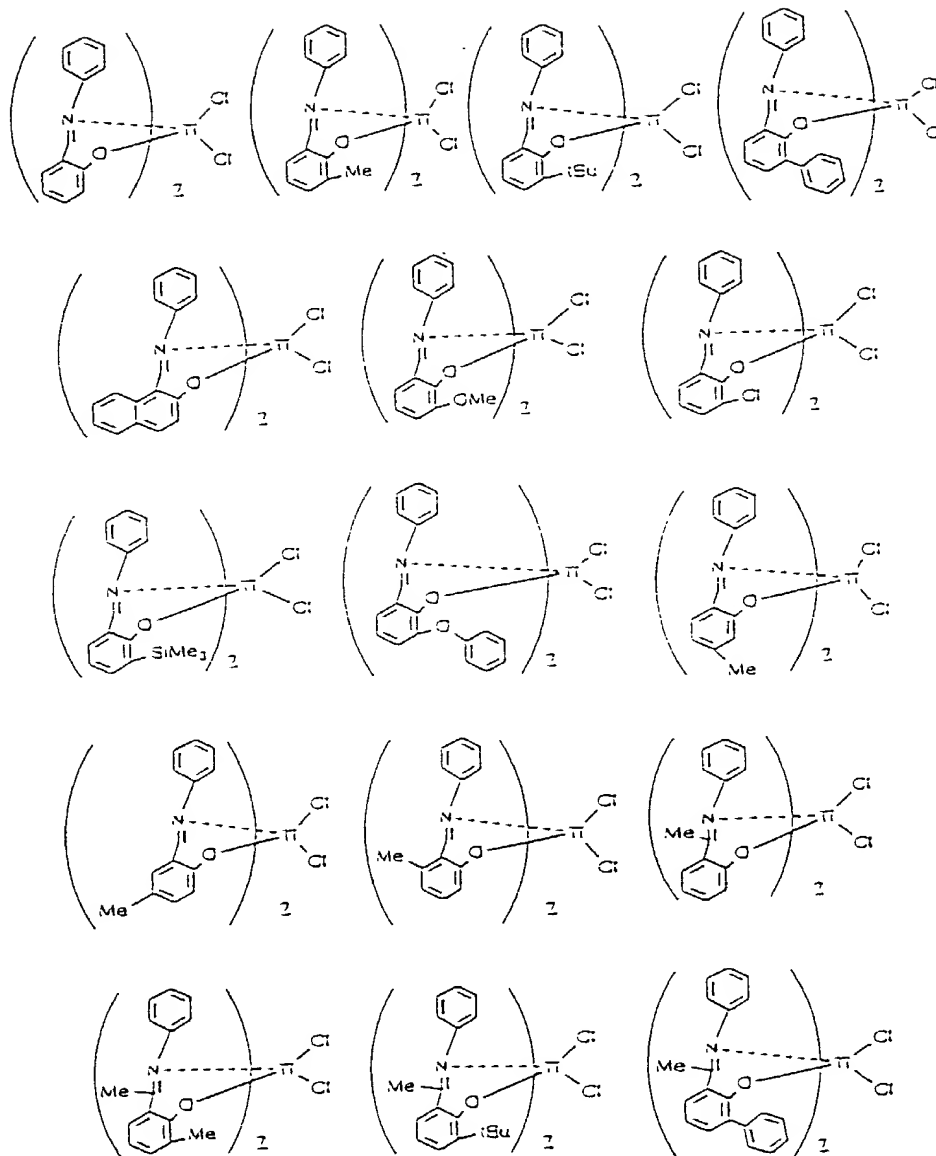 N O Ti Cl Cl 2
N O Me Ti Cl Cl 2
N O tBu Ti Cl Cl 2
N O Ti Cl Cl 2
N O Ti Cl Cl 2
N O OMe Ti Cl Cl 2
N O Cl Ti Cl Cl 2
N O SiMe3 Ti Cl Cl 2
N O O Ti Cl Cl 2
N O Me Ti Cl Cl 2
N O Me Ti Cl Cl 2
N O Me Ti Cl Cl 2
N Me O Ti Cl Cl 2
N Me O Me Ti Cl Cl 2
N Me O tBu Ti Cl Cl 2
N Me O Ti Cl Cl 2